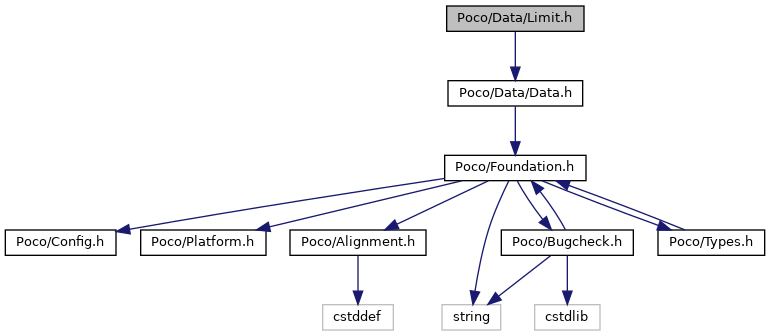 Poco/Data/Limit.h
Poco/Data/Data.h
Poco/Foundation.h
Poco/Config.h
Poco/Platform.h
Poco/Alignment.h
Poco/Bugcheck.h
Poco/Types.h
cstddef
string
cstdlib